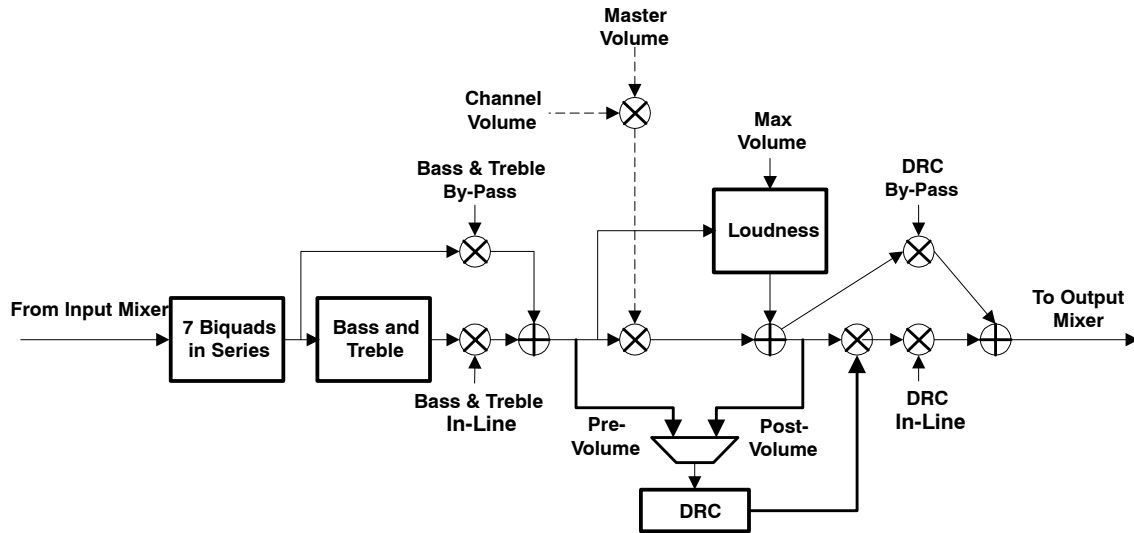 Master
Volume
Channel
Volume
Max
Volume
Bass & Treble
By-Pass
DRC
By-Pass
Loudness
From Input Mixer
7 Biquads
in Series
Bass and
Treble
To Output
Mixer
Bass & Treble
In-Line
DRC
In-Line
Pre-
Volume
Post-
Volume
DRC